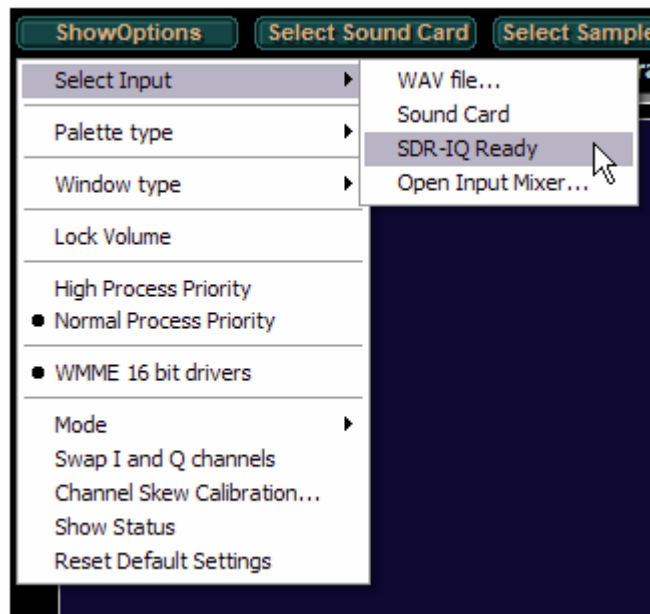 ShowOptions
Select Sound Card
Select Sample
Select Input
WAV file...
Sound Card
SDR-IQ Ready
Open Input Mixer...
Palette type
Window type
Lock Volume
High Process Priority
Normal Process Priority
WMME 16 bit drivers
Mode
Swap I and Q channels
Channel Skew Calibration...
Show Status
Reset Default Settings